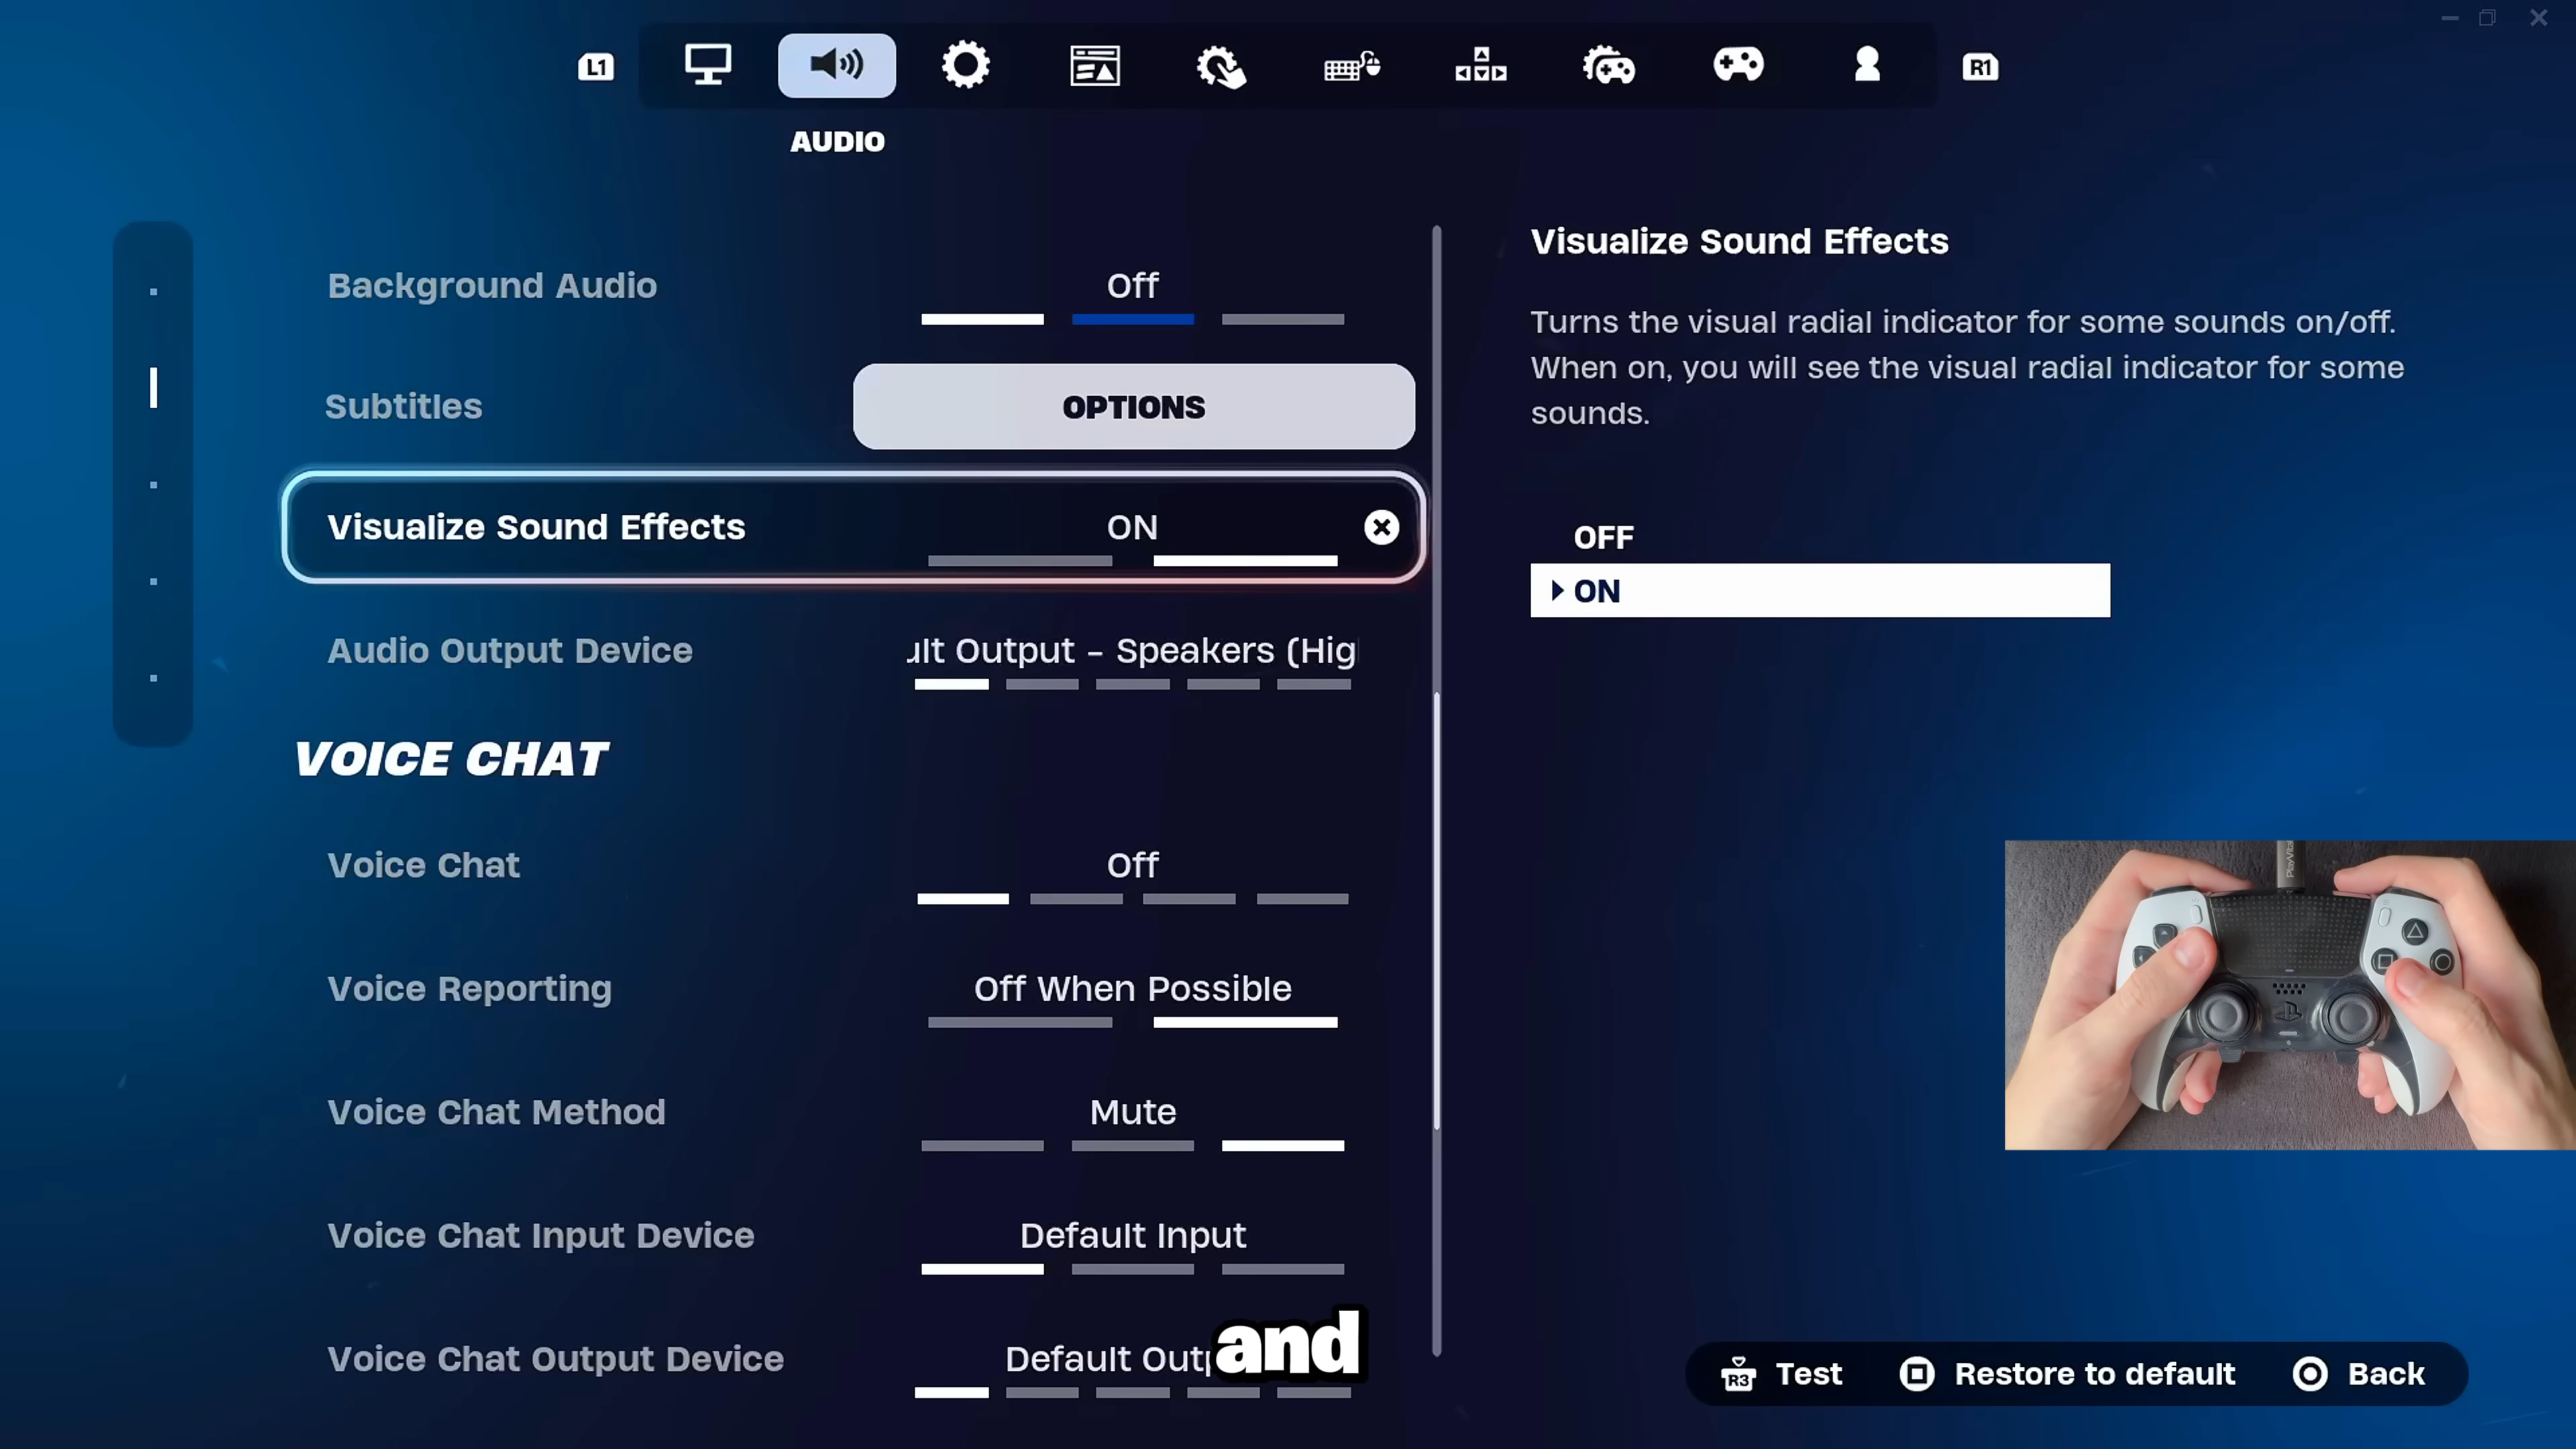 L1
R1
AUDIO
Background Audio
Off
Subtitles
OPTIONS
Visualize Sound Effects
ON
Audio Output Device
ult Output - Speakers (Hig
VOICE CHAT
Voice Chat
Off
Voice Reporting
Off When Possible
Voice Chat Method
Mute
Voice Chat Input Device
Default Input
Voice Chat Output Device
Default Outp
and
Visualize Sound Effects
Turns the visual radial indicator for some sounds on/off.
When on, you will see the visual radial indicator for some
sounds.
OFF
ON
PlayVital
R3 Test
Restore to default
Back